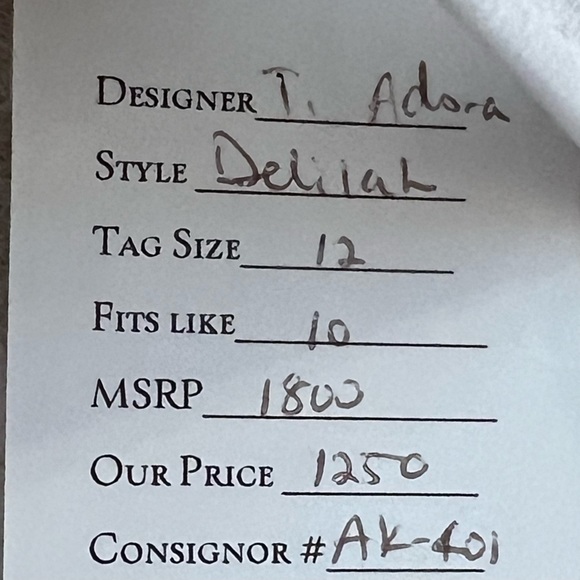 DESIGNER T. Adora
STYLE Delilah
TAG SIZE 12
FITS LIKE 10
MSRP 1800
OUR PRICE 1250
CONSIGNOR # AK-401